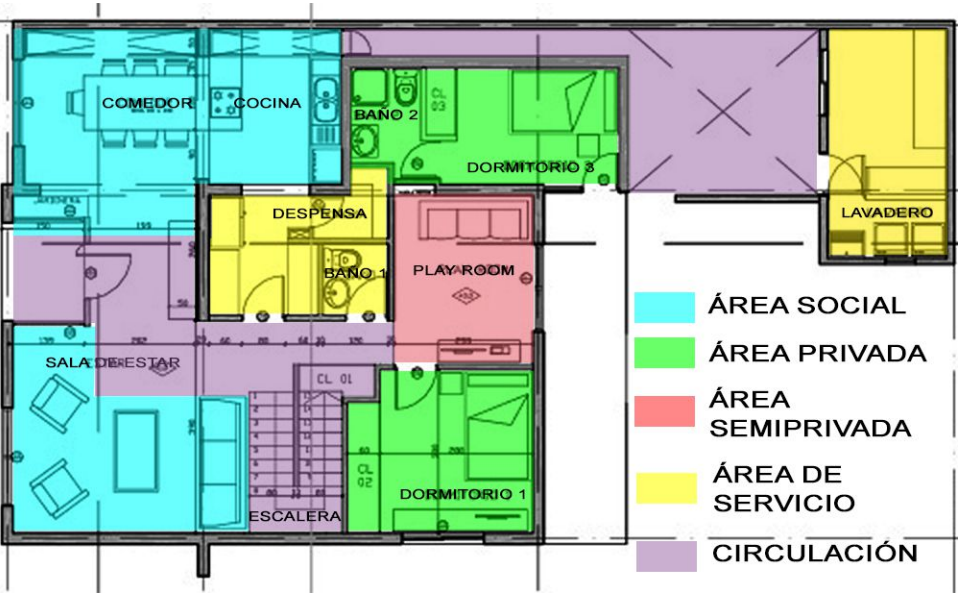 COMEDOR
COCINA
BAÑO 2
CL 03
DORMITORIO 3
DESPENSA
LAVADERO
BAÑO 1
PLAY ROOM
SALA DE ESTAR
CL 01
CL 02
DORMITORIO 1
ESCALERA
ÁREA SOCIAL
ÁREA PRIVADA
ÁREA
SEMIPRIVADA
ÁREA DE
SERVICIO
CIRCULACIÓN